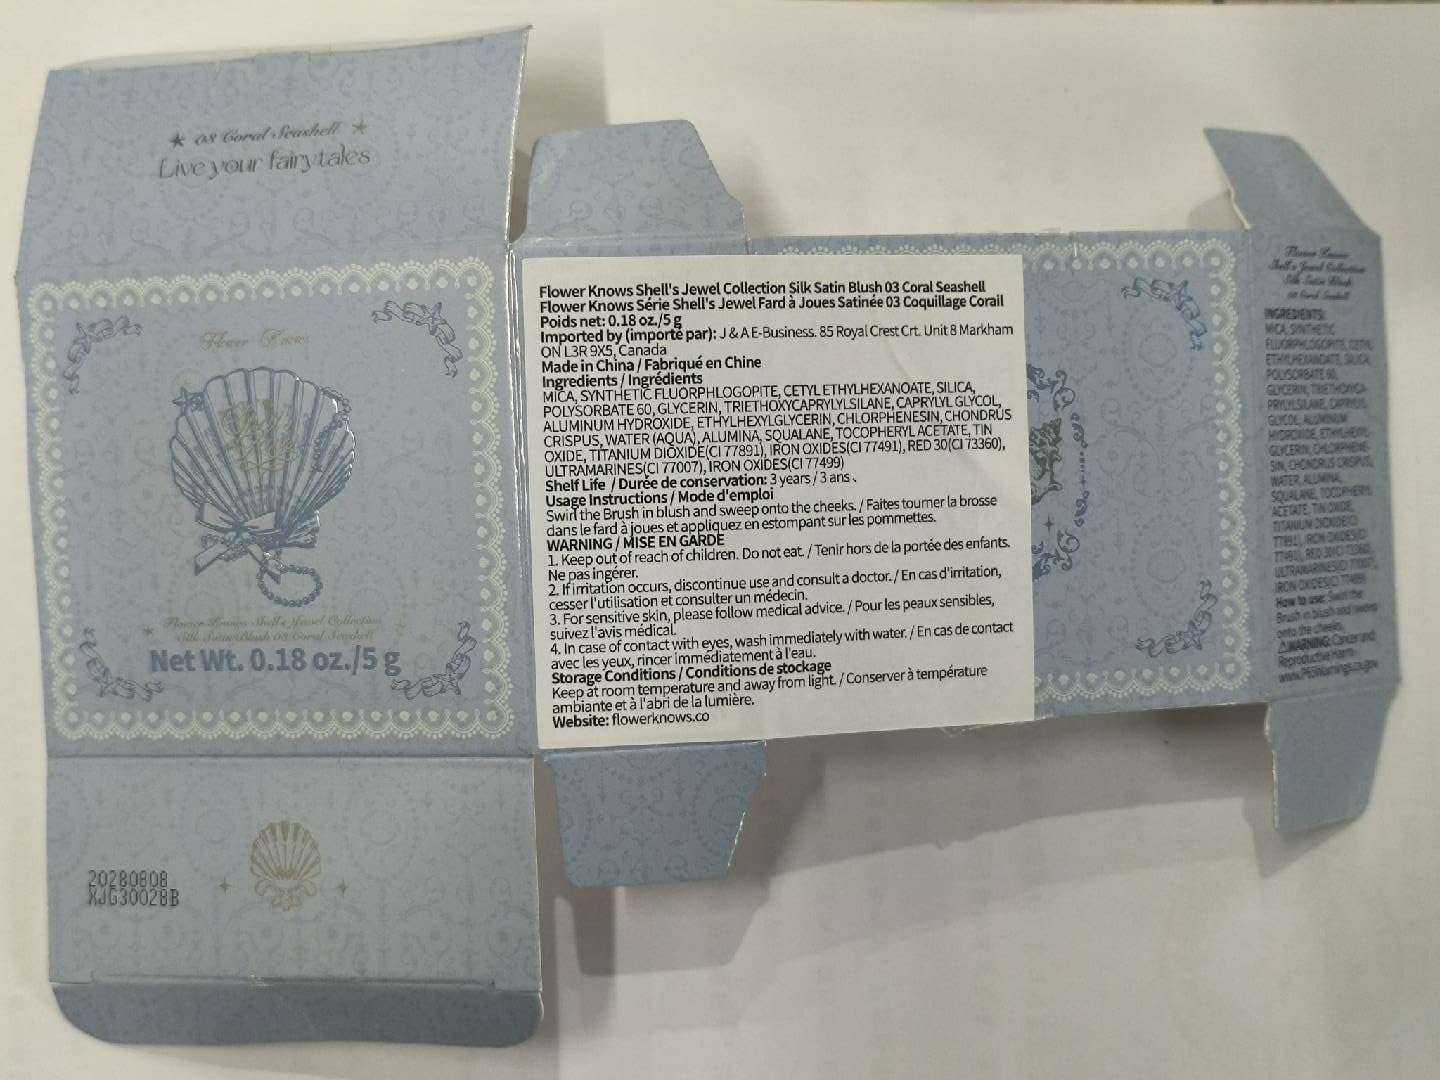 03 Coral Seashell
Live your fairytales
Flower Knows
Flower Knows Shell's Jewel Collection
Silk Satin Blush 03 Coral Seashell
Net Wt. 0.18 oz./5 g
20280808
XJG30028B
Flower Knows Shell's Jewel Collection Silk Satin Blush 03 Coral Seashell
Flower Knows Série Shell's Jewel Fard à Joues Satinée 03 Coquillage Corail
Poids net: 0.18 oz./5 g
Imported by (importé par): J & A E-Business. 85 Royal Crest Crt. Unit 8 Markham
ON L3R 9X5, Canada
Made in China / Fabriqué en Chine
Ingredients / Ingrédients
MICA, SYNTHETIC FLUORPHLOGOPITE, CETYL ETHYLHEXANOATE, SILICA,
POLYSORBATE 60, GLYCERIN, TRIETHOXYCAPRYLYLSILANE, CAPRYLYL GLYCOL,
ALUMINUM HYDROXIDE, ETHYLHEXYLGLYCERIN, CHLORPHENESIN, CHONDRUS
CRISPUS, WATER (AQUA), ALUMINA, SQUALANE, TOCOPHERYL ACETATE, TIN
OXIDE, TITANIUM DIOXIDE(CI 77891), IRON OXIDES(CI 77491), RED 30(CI 73360),
ULTRAMARINES(CI 77007), IRON OXIDES(CI 77499)
Shelf Life / Durée de conservation: 3 years / 3 ans、
Usage Instructions / Mode d'emploi
Swirl the Brush in blush and sweep onto the cheeks. / Faites tourner la brosse
dans le fard à joues et appliquez en estompant sur les pommettes.
WARNING / MISE EN GARDE
1. Keep out of reach of children. Do not eat. / Tenir hors de la portée des enfants.
Ne pas ingérer.
2. If irritation occurs, discontinue use and consult a doctor. / En cas d'irritation,
cesser l'utilisation et consulter un médecin.
3. For sensitive skin, please follow medical advice. / Pour les peaux sensibles,
suivez l'avis médical.
4. In case of contact with eyes, wash immediately with water. / En cas de contact
avec les yeux, rincer immédiatement à l'eau.
Storage Conditions / Conditions de stockage
Keep at room temperature and away from light. / Conserver à température
ambiante et à l'abri de la lumière.
Website: flowerknows.co
Flower Knows
Shell's Jewel Collection
Silk Satin Blush
03 Coral Seashell
INGREDIENTS:
MICA, SYNTHETIC
FLUORPHLOGOPITE, CETYL
ETHYLHEXANOATE, SILICA,
POLYSORBATE 60,
GLYCERIN, TRIETHOXYCA-
PRYLYLSILANE, CAPRYLYL
GLYCOL, ALUMINUM
HYDROXIDE, ETHYLHEXYL-
GLYCERIN, CHLORPHENE-
SIN, CHONDRUS CRISPUS,
WATER, ALUMINA,
SQUALANE, TOCOPHERYL
ACETATE, TIN OXIDE,
TITANIUM DIOXIDE(CI
77891), IRON OXIDES(CI
77491), RED 30(CI 73360),
ULTRAMARINES(CI 77007),
IRON OXIDES(CI 77499)
How to use: Swirl the
Brush in blush and sweep
onto the cheeks.
⚠WARNING: Cancer and
Reproductive Harm-
www.P65Warnings.ca.gov